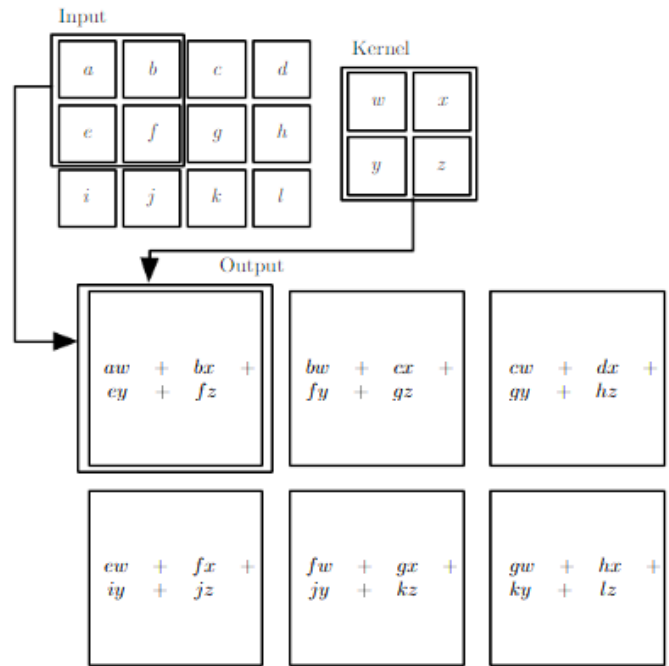 Input
Kernel
a b c d
w x
e f g h
y z
i j k l
Output
aw + bx +
ey + fz
bw + cx +
fy + gz
cw + dx +
gy + hz
ew + fx +
iy + jz
fw + gx +
jy + kz
gw + hx +
ky + lz